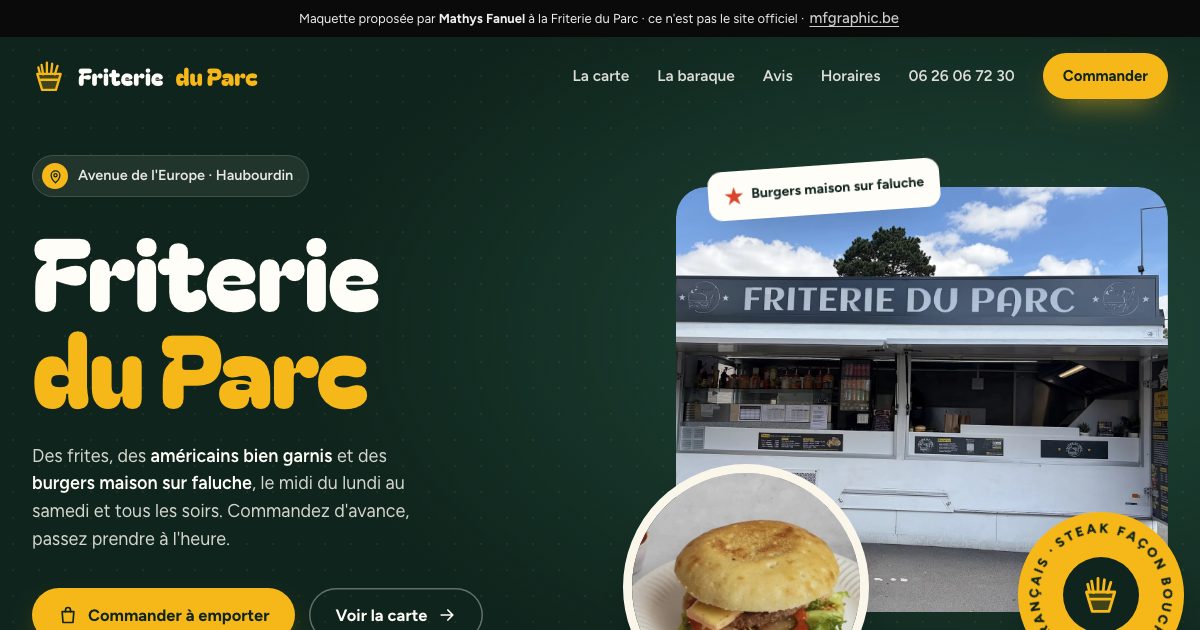 Maquette proposée par Mathys Fanuel à la Friterie du Parc · ce n'est pas le site officiel · mfgraphic.be
Friterie du Parc
La carte
La baraque
Avis
Horaires
06 26 06 72 30
Commander
Avenue de l'Europe · Haubourdin
Friterie
du Parc
Des frites, des américains bien garnis et des
burgers maison sur faluche, le midi du lundi au
samedi et tous les soirs. Commandez d'avance,
passez prendre à l'heure.
Commander à emporter
Voir la carte
Burgers maison sur faluche
FRITERIE DU PARC
STEAK FAÇON